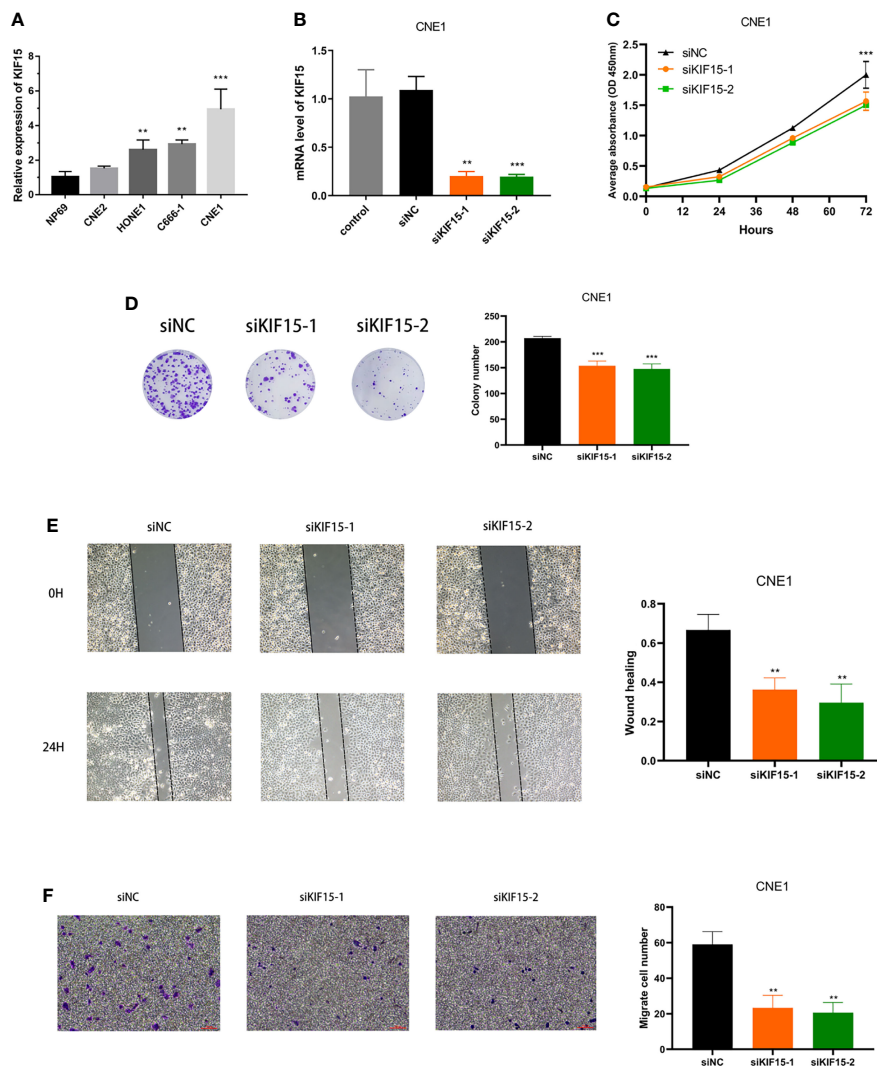 A
Relative expression of KIF15
8
6
4
2
0
**
**
***
NP69
CNE2
HONE1
C666-1
CNE1
B
CNE1
mRNA level of KIF15
1.5
1.0
0.5
0.0
**
***
control
siNC
siKIF15-1
siKIF15-2
C
CNE1
Average absorbance (OD 450nm)
2.5
2.0
1.5
1.0
0.5
0.0
siNC
siKIF15-1
siKIF15-2
***
0 12 24 36 48 60 72
Hours
D
siNC siKIF15-1 siKIF15-2
CNE1
Colony number
250
200
150
100
50
0
***
***
siNC siKIF15-1 siKIF15-2
E
siNC siKIF15-1 siKIF15-2
0H
24H
CNE1
Wound healing
0.8
0.6
0.4
0.2
0.0
**
**
siNC siKIF15-1 siKIF15-2
F
siNC siKIF15-1 siKIF15-2
CNE1
Migrate cell number
80
60
40
20
0
**
**
siNC siKIF15-1 siKIF15-2